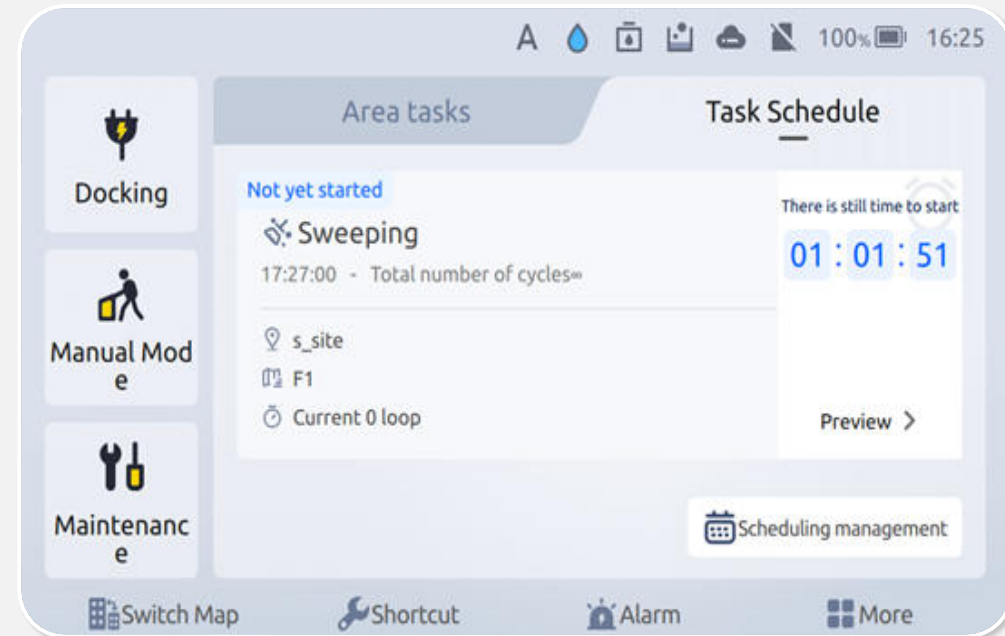 A 100% 16:25
Area tasks
Task Schedule
Docking
Manual Mod
e
Maintenanc
e
Not yet started
Sweeping
17:27:00 - Total number of cycles∞
s_site
F1
Current 0 loop
There is still time to start
01 : 01 : 51
Preview >
Scheduling management
Switch Map
Shortcut
Alarm
More